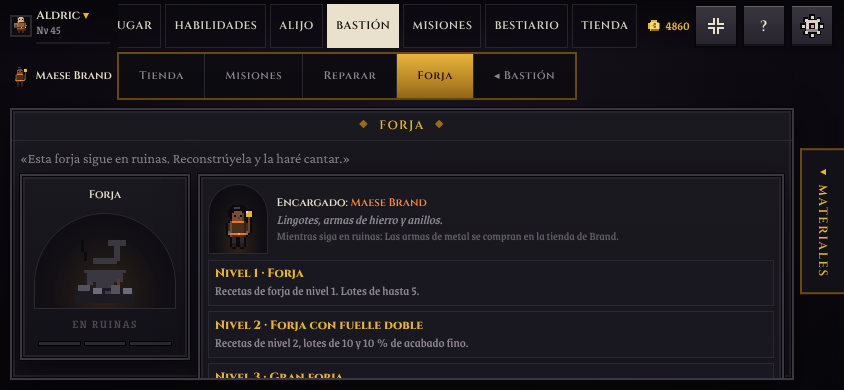 Aldric ▼
Nv 45
UGAR
Habilidades
Alijo
Bastión
Misiones
Bestiario
Tienda
4860
?
Maese Brand
Tienda
Misiones
Reparar
Forja
◂ Bastión
◆ FORJA ◆
«Esta forja sigue en ruinas. Reconstrúyela y la haré cantar.»
Forja
EN RUINAS
Encargado: Maese Brand
Lingotes, armas de hierro y anillos.
Mientras siga en ruinas: Las armas de metal se compran en la tienda de Brand.
Nivel 1 · Forja
Recetas de forja de nivel 1. Lotes de hasta 5.
Nivel 2 · Forja con fuelle doble
Recetas de nivel 2, lotes de 10 y 10 % de acabado fino.
Nivel 3 · Gran forja
◂ MATERIALES